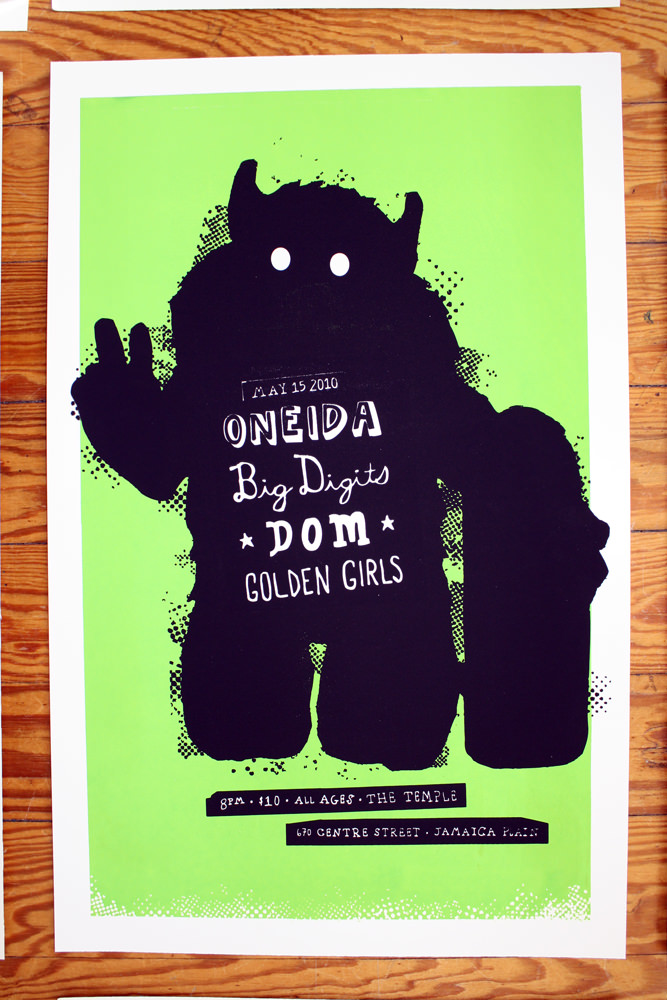 MAY 15 2010
ONEIDA
Big Digits
★ DOM ★
GOLDEN GIRLS
8PM · $10 · ALL AGES · THE TEMPLE
670 CENTRE STREET · JAMAICA PLAIN